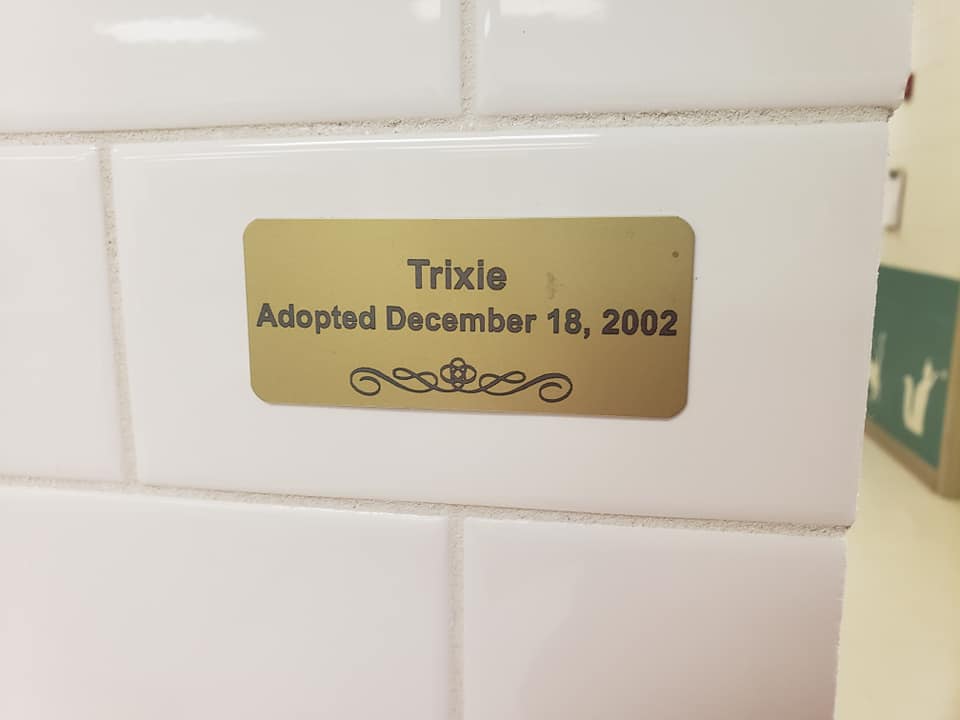 Trixie
Adopted December 18, 2002